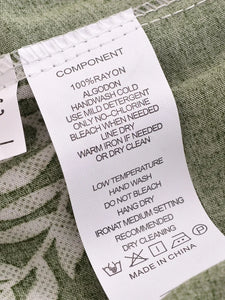 COMPONENT
100%RAYON
ALGODON
HANDWASH COLD
USE MILD DETERGENT
ONLY NO-CHLORINE
BLEACH WHEN NEEDED
LINE DRY
WARM IRON IF NEEDED
OR DRY CLEAN
LOW TEMPERATURE
HAND WASH
DO NOT BLEACH
HANG DRY
IRONAT MEDIUM SETTING
RECOMMENDED
DRY CLEANING
MADE IN CHINA